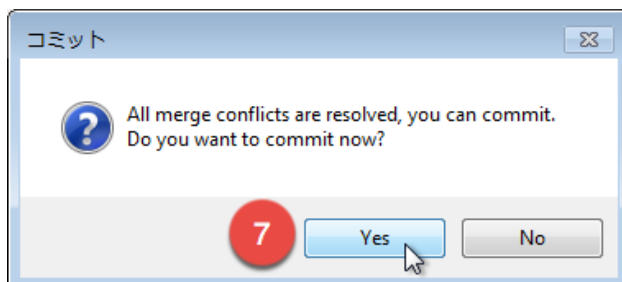 コミット
All merge conflicts are resolved, you can commit.
Do you want to commit now?
7
Yes
No